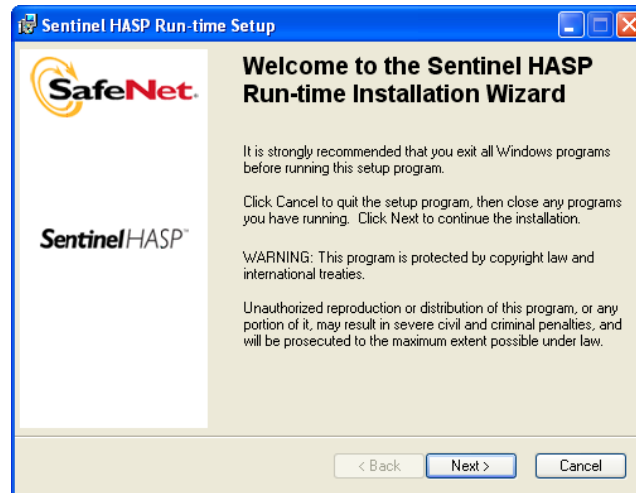 Sentinel HASP Run-time Setup
SafeNet.
Welcome to the Sentinel HASP
Run-time Installation Wizard
It is strongly recommended that you exit all Windows programs
before running this setup program.
Click Cancel to quit the setup program, then close any programs
you have running. Click Next to continue the installation.
SentinelHASP™
WARNING: This program is protected by copyright law and
international treaties.
Unauthorized reproduction or distribution of this program, or any
portion of it, may result in severe civil and criminal penalties, and
will be prosecuted to the maximum extent possible under law.
< Back
Next >
Cancel